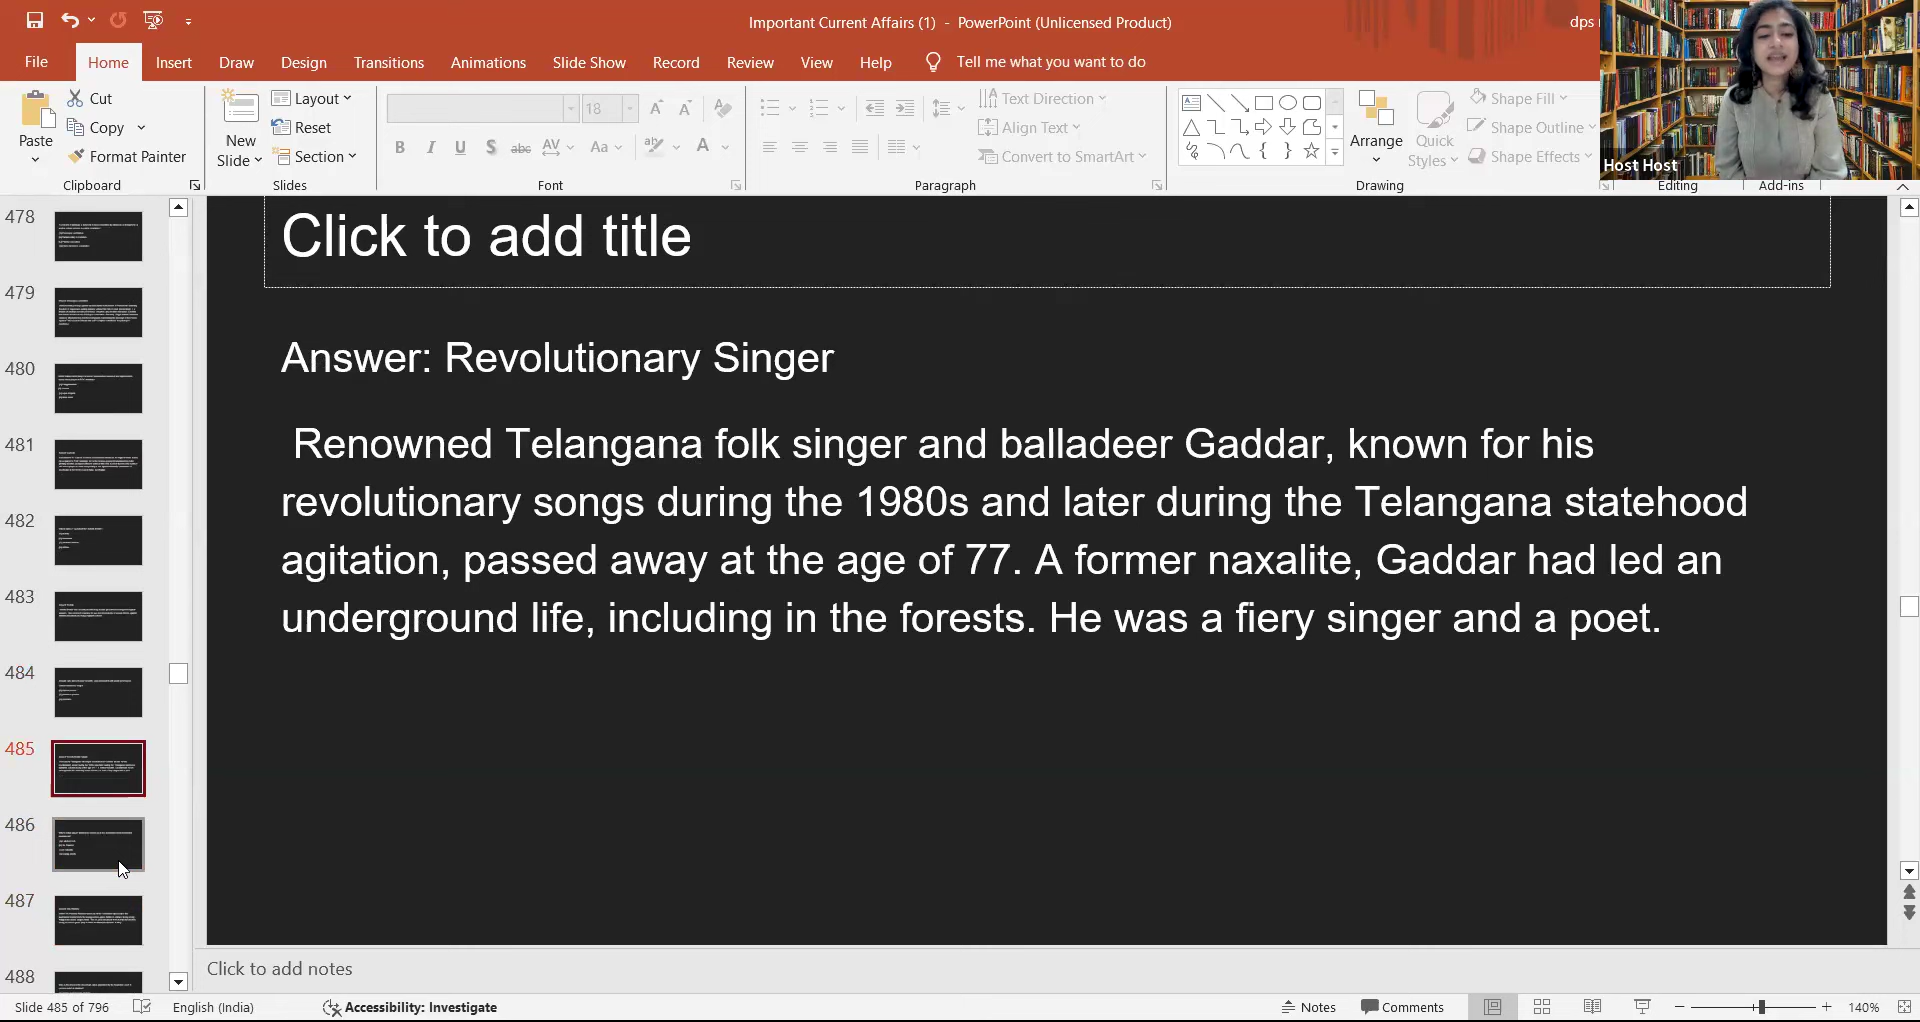 Important Current Affairs (1) - PowerPoint (Unlicensed Product)
dps
File Home Insert Draw Design Transitions Animations Slide Show Record Review View Help Tell me what you want to do
Paste
Cut
Copy
Format Painter
Clipboard
New Slide
Layout
Reset
Section
Slides
18
B I U S abc AV Aa A
Font
Text Direction
Align Text
Convert to SmartArt
Paragraph
Arrange
Quick Styles
Shape Fill
Shape Outline
Shape Effects
Drawing
Editing
Add-ins
Host Host
478
479
480
481
482
483
484
485
486
487
488
Click to add title
Answer: Revolutionary Singer
Renowned Telangana folk singer and balladeer Gaddar, known for his
revolutionary songs during the 1980s and later during the Telangana statehood
agitation, passed away at the age of 77. A former naxalite, Gaddar had led an
underground life, including in the forests. He was a fiery singer and a poet.
Click to add notes
Slide 485 of 796 English (India) Accessibility: Investigate Notes Comments 140%